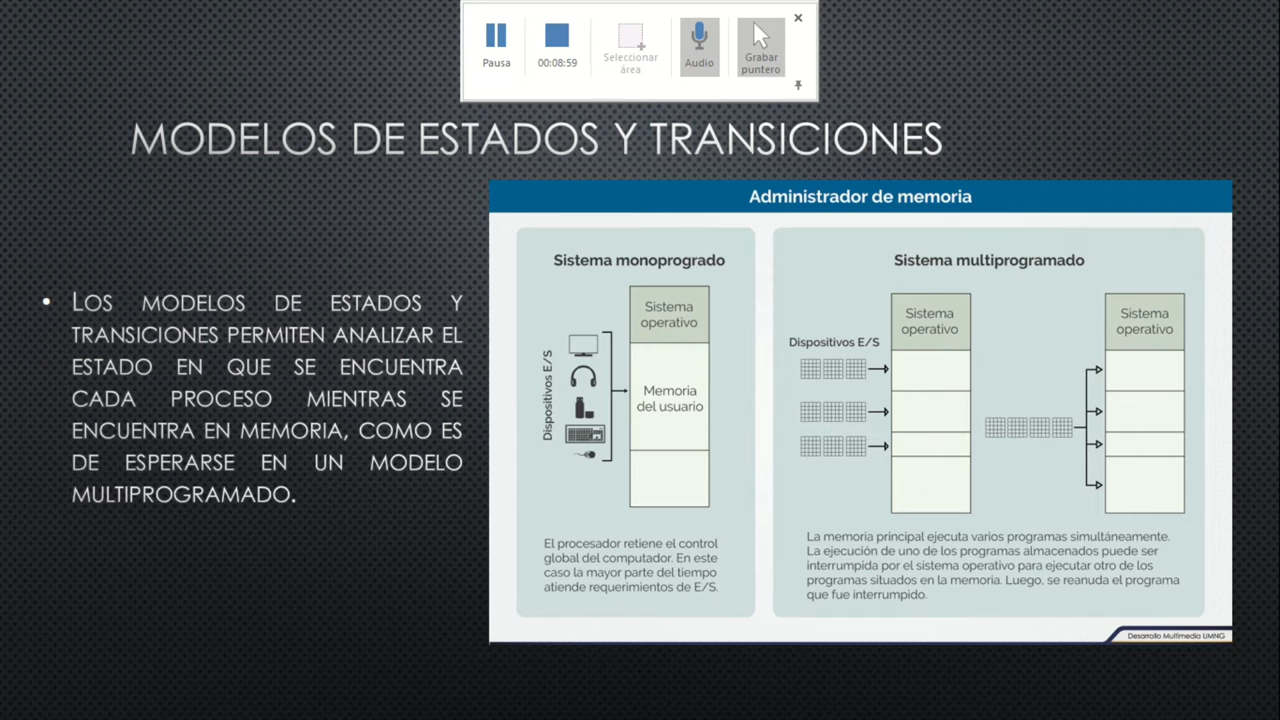 Pausa
00:08:59
Seleccionar
área
Audio
Grabar
puntero
MODELOS DE ESTADOS Y TRANSICIONES
• LOS MODELOS DE ESTADOS Y
TRANSICIONES PERMITEN ANALIZAR EL
ESTADO EN QUE SE ENCUENTRA
CADA PROCESO MIENTRAS SE
ENCUENTRA EN MEMORIA, COMO ES
DE ESPERARSE EN UN MODELO
MULTIPROGRAMADO.
Administrador de memoria
Sistema monoprogrado
Dispositivos E/S
Sistema
operativo
Memoria
del usuario
El procesador retiene el control
global del computador. En este
caso la mayor parte del tiempo
atiende requerimientos de E/S.
Sistema multiprogramado
Dispositivos E/S
Sistema
operativo
Sistema
operativo
La memoria principal ejecuta varios programas simultáneamente.
La ejecución de uno de los programas almacenados puede ser
interrumpida por el sistema operativo para ejecutar otro de los
programas situados en la memoria. Luego, se reanuda el programa
que fue interrumpido.
Desarrollo Multimedia UMNG